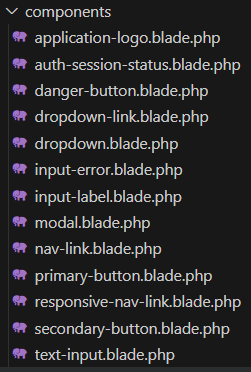 components
application-logo.blade.php
auth-session-status.blade.php
danger-button.blade.php
dropdown-link.blade.php
dropdown.blade.php
input-error.blade.php
input-label.blade.php
modal.blade.php
nav-link.blade.php
primary-button.blade.php
responsive-nav-link.blade.php
secondary-button.blade.php
text-input.blade.php